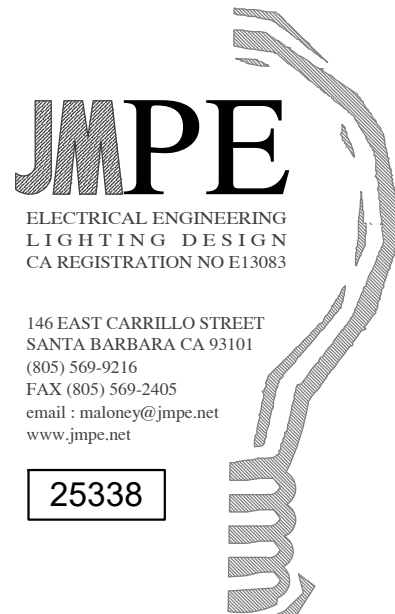 JMPE
ELECTRICAL ENGINEERING
LIGHTING DESIGN
CA REGISTRATION NO E13083
146 EAST CARRILLO STREET
SANTA BARBARA CA 93101
(805) 569-9216
FAX (805) 569-2405
email : maloney@jmpe.net
www.jmpe.net
25338